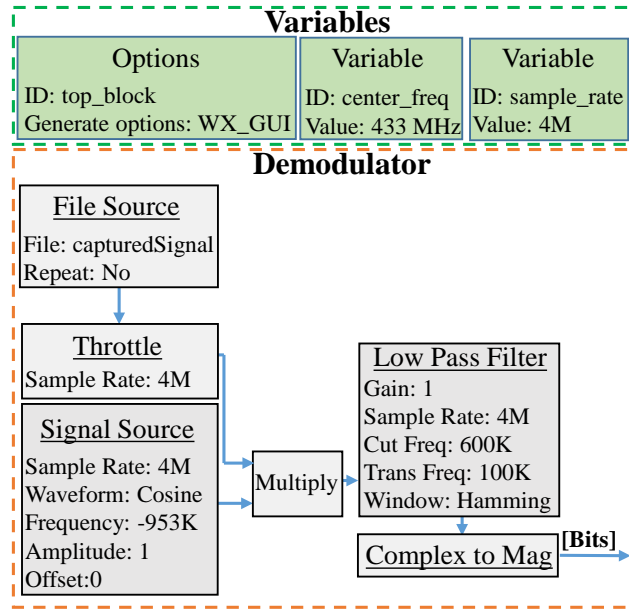 Variables
Options
ID: top_block
Generate options: WX_GUI
Variable
ID: center_freq
Value: 433 MHz
Variable
ID: sample_rate
Value: 4M
Demodulator
File Source
File: capturedSignal
Repeat: No
Throttle
Sample Rate: 4M
Signal Source
Sample Rate: 4M
Waveform: Cosine
Frequency: -953K
Amplitude: 1
Offset:0
Multiply
Low Pass Filter
Gain: 1
Sample Rate: 4M
Cut Freq: 600K
Trans Freq: 100K
Window: Hamming
Complex to Mag
[Bits]